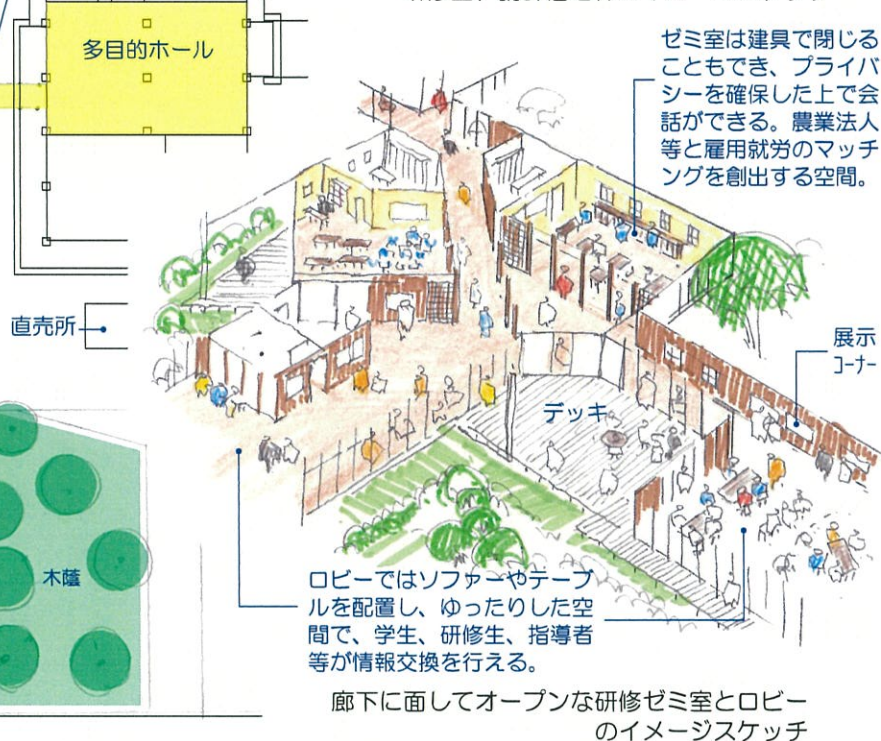 多目的ホール
ゼミ室は建具で閉じる
こともでき、プライバ
シーを確保した上で会
話ができる。農業法人
等と雇用就労のマッチ
ングを創出する空間。
直売所
展示
コーナー
デッキ
木蔭
ロビーではソファーやテーブ
ルを配置し、ゆったりした空
間で、学生、研修生、指導者
等が情報交換を行える。
廊下に面してオープンな研修ゼミ室とロビー
のイメージスケッチ